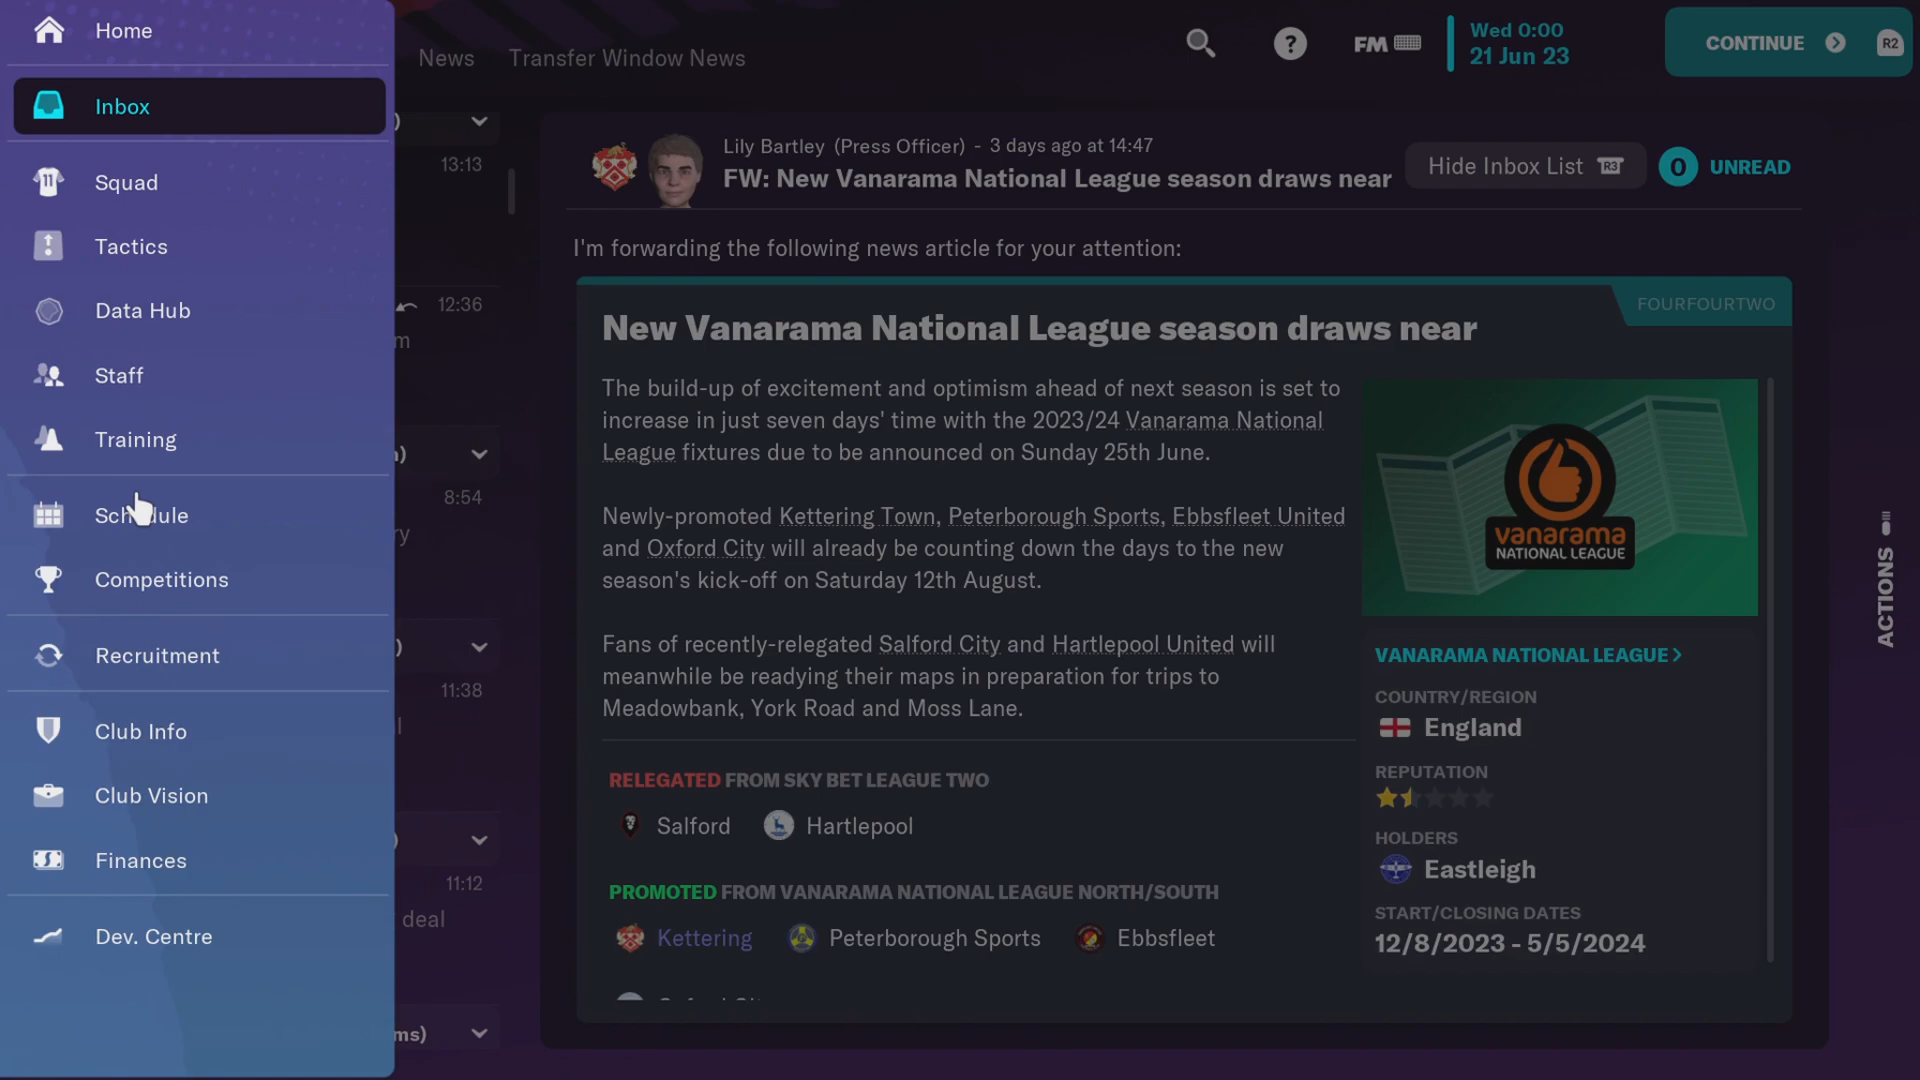 Home
Inbox
Squad
Tactics
Data Hub
Staff
Training
Schedule
Competitions
Recruitment
Club Info
Club Vision
Finances
Dev. Centre
News
Transfer Window News
?
FM
Wed 0:00
21 Jun 23
CONTINUE
R2
)
13:13
12:36
m
)
8:54
ry
)
11:38
)
11:12
deal
ms)
Lily Bartley (Press Officer) - 3 days ago at 14:47
FW: New Vanarama National League season draws near
Hide Inbox List R3
0 UNREAD
I'm forwarding the following news article for your attention:
FOURFOURTWO
New Vanarama National League season draws near
The build-up of excitement and optimism ahead of next season is set to
increase in just seven days' time with the 2023/24 Vanarama National
League fixtures due to be announced on Sunday 25th June.
Newly-promoted Kettering Town, Peterborough Sports, Ebbsfleet United
and Oxford City will already be counting down the days to the new
season's kick-off on Saturday 12th August.
Fans of recently-relegated Salford City and Hartlepool United will
meanwhile be readying their maps in preparation for trips to
Meadowbank, York Road and Moss Lane.
RELEGATED FROM SKY BET LEAGUE TWO
Salford Hartlepool
PROMOTED FROM VANARAMA NATIONAL LEAGUE NORTH/SOUTH
Kettering Peterborough Sports Ebbsfleet
vanarama
NATIONAL LEAGUE
VANARAMA NATIONAL LEAGUE >
COUNTRY/REGION
England
REPUTATION
HOLDERS
Eastleigh
START/CLOSING DATES
12/8/2023 - 5/5/2024
ACTIONS